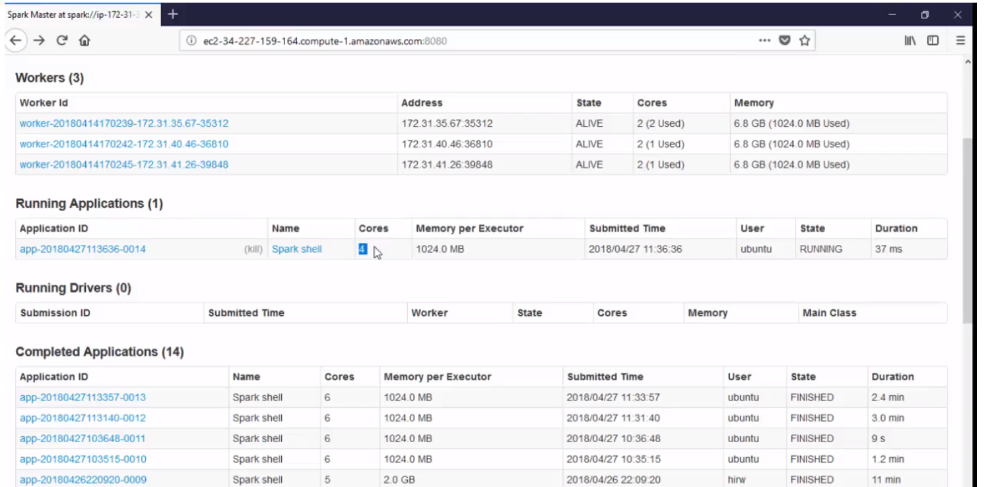 Spark Master at spark://ip-172-31-3
ec2-34-227-159-164.compute-1.amazonaws.com:8080
Workers (3)
Worker Id Address State Cores Memory
worker-20180414170239-172.31.35.67-35312 172.31.35.67:35312 ALIVE 2 (2 Used) 6.8 GB (1024.0 MB Used)
worker-20180414170242-172.31.40.46-36810 172.31.40.46:36810 ALIVE 2 (1 Used) 6.8 GB (1024.0 MB Used)
worker-20180414170245-172.31.41.26-39848 172.31.41.26:39848 ALIVE 2 (1 Used) 6.8 GB (1024.0 MB Used)
Running Applications (1)
Application ID Name Cores Memory per Executor Submitted Time User State Duration
app-20180427113636-0014 (kill) Spark shell 4 1024.0 MB 2018/04/27 11:36:36 ubuntu RUNNING 37 ms
Running Drivers (0)
Submission ID Submitted Time Worker State Cores Memory Main Class
Completed Applications (14)
Application ID Name Cores Memory per Executor Submitted Time User State Duration
app-20180427113357-0013 Spark shell 6 1024.0 MB 2018/04/27 11:33:57 ubuntu FINISHED 2.4 min
app-20180427113140-0012 Spark shell 6 1024.0 MB 2018/04/27 11:31:40 ubuntu FINISHED 3.0 min
app-20180427103648-0011 Spark shell 6 1024.0 MB 2018/04/27 10:36:48 ubuntu FINISHED 9 s
app-20180427103515-0010 Spark shell 6 1024.0 MB 2018/04/27 10:35:15 ubuntu FINISHED 1.2 min
app-20180426220920-0009 Spark shell 5 2.0 GB 2018/04/26 22:09:20 hirw FINISHED 11 min